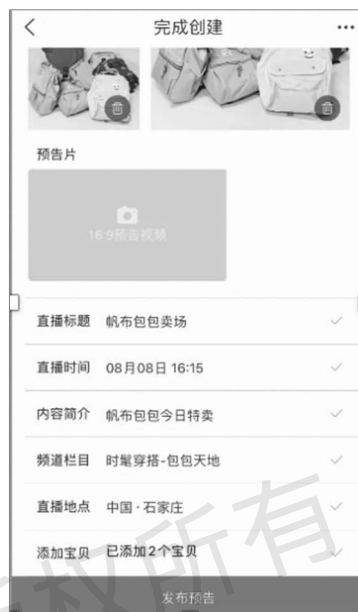 完成创建
预告片
16:9预告视频
直播标题 帆布包包卖场
直播时间 08月08日 16:15
内容简介 帆布包包今日特卖
频道栏目 时髦穿搭-包包天地
直播地点 中国·石家庄
添加宝贝 已添加2个宝贝
发布预告
权所有